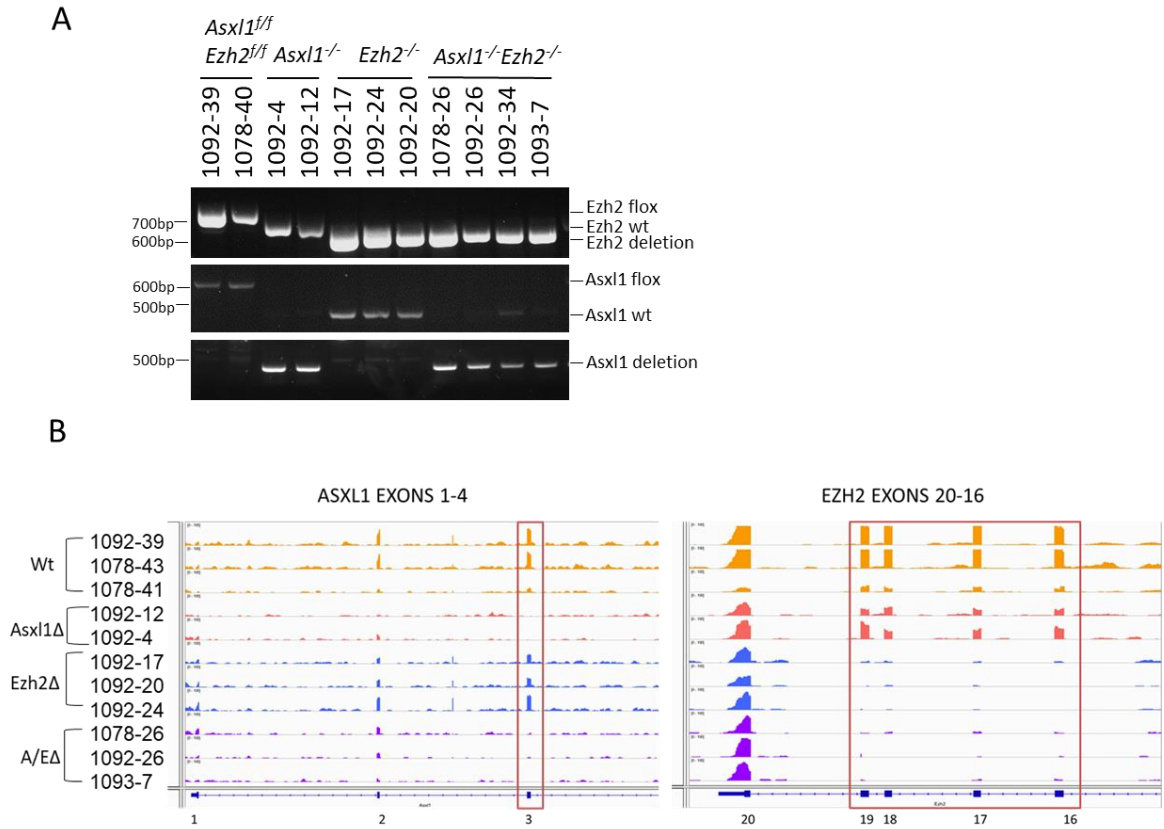 A
Asxl1f/f
Ezh2f/f Asxl1-/- Ezh2-/- Asxl1-/-Ezh2-/-
1092-39
1078-40
1092-4
1092-12
1092-17
1092-24
1092-20
1078-26
1092-26
1092-34
1093-7
700bp
600bp
Ezh2 flox
Ezh2 wt
Ezh2 deletion
600bp
500bp
Asxl1 flox
Asxl1 wt
500bp
Asxl1 deletion
B
ASXL1 EXONS 1-4
EZH2 EXONS 20-16
Wt
1092-39
1078-43
1078-41
Asxl1Δ
1092-12
1092-4
Ezh2Δ
1092-17
1092-20
1092-24
A/EΔ
1078-26
1092-26
1093-7
Asxl1
Ezh2
1 2 3
20 19 18 17 16